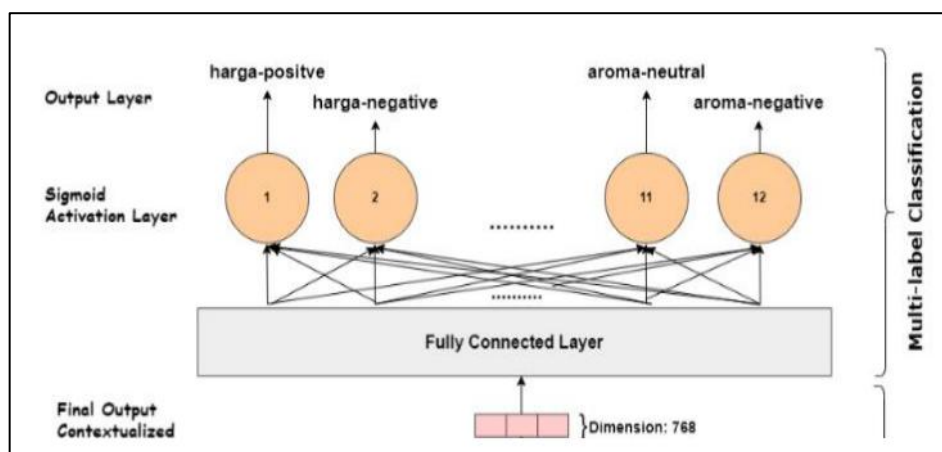 harga-positve
aroma-neutral
Output Layer
harga-negative
aroma-negative
Sigmoid
Activation Layer
1
2
..........
11
12
..........
Fully Connected Layer
Final Output
Contextualized
Dimension: 768
Multi-label Classification